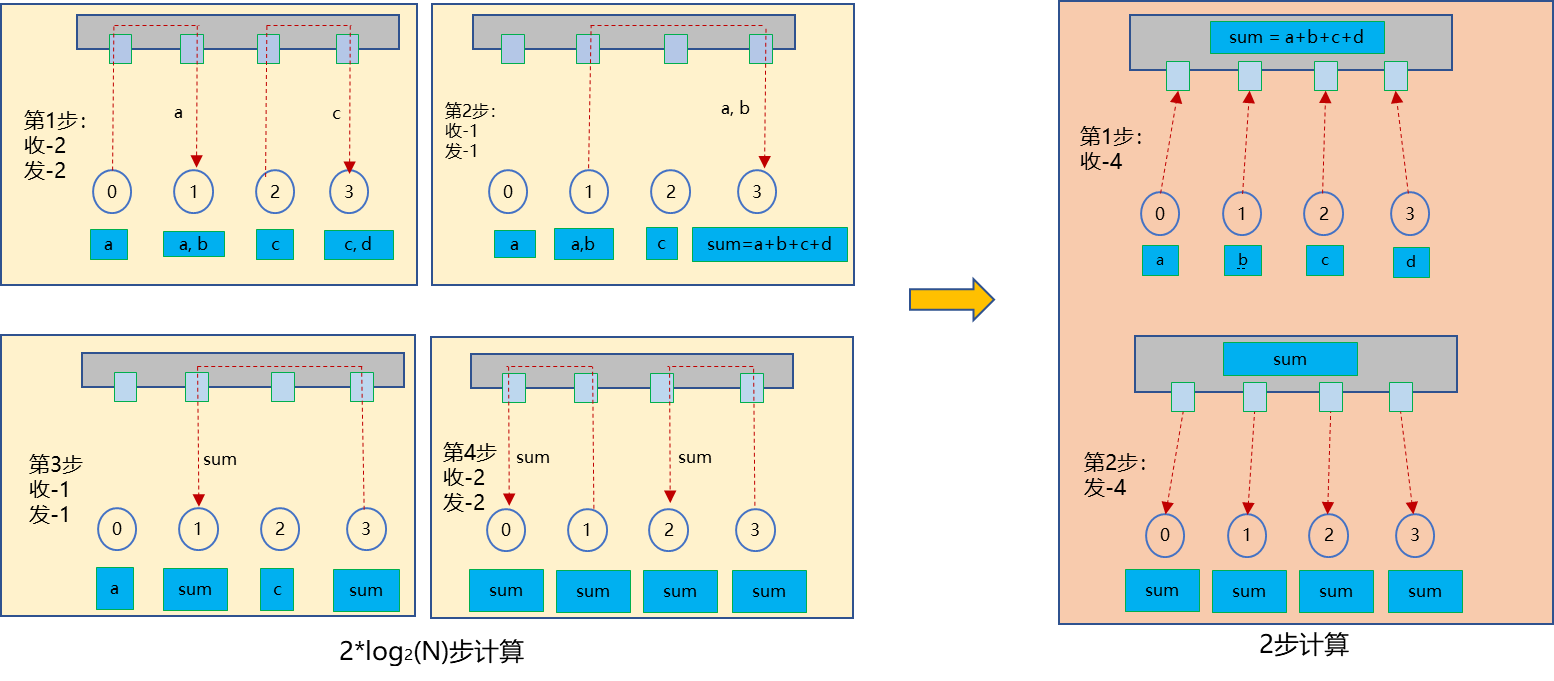 第1步：
收-2
发-2
a
c
0
1
2
3
a
a, b
c
c, d
第2步：
收-1
发-1
a, b
0
1
2
3
a
a,b
c
sum=a+b+c+d
第3步
收-1
发-1
sum
0
1
2
3
a
sum
c
sum
第4步
收-2
发-2
sum
sum
0
1
2
3
sum
sum
sum
sum
2*log₂(N)步计算
sum = a+b+c+d
第1步：
收-4
0
1
2
3
a
b
c
d
sum
第2步：
发-4
0
1
2
3
sum
sum
sum
sum
2步计算